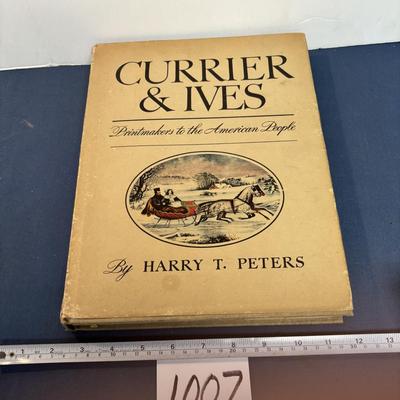 CURRIER
& IVES
Printmakers to the American People
By HARRY T. PETERS
1 2 3 4 5 6 7 8 9 10 11 12 13
1007